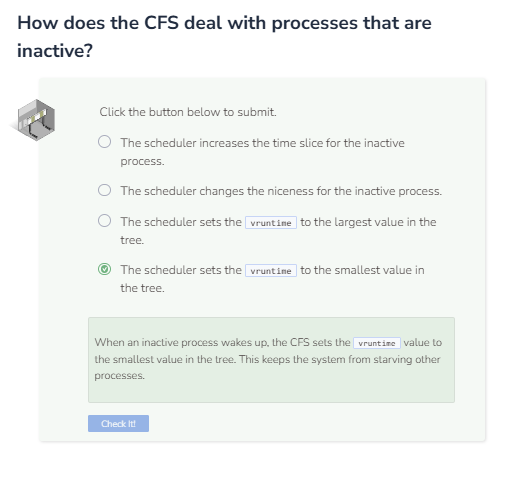 How does the CFS deal with processes that are
inactive?
Click the button below to submit.
The scheduler increases the time slice for the inactive
process.
The scheduler changes the niceness for the inactive process.
The scheduler sets the vruntime to the largest value in the
tree.
The scheduler sets the vruntime to the smallest value in
the tree.
When an inactive process wakes up, the CFS sets the vruntime value to
the smallest value in the tree. This keeps the system from starving other
processes.
Check It!